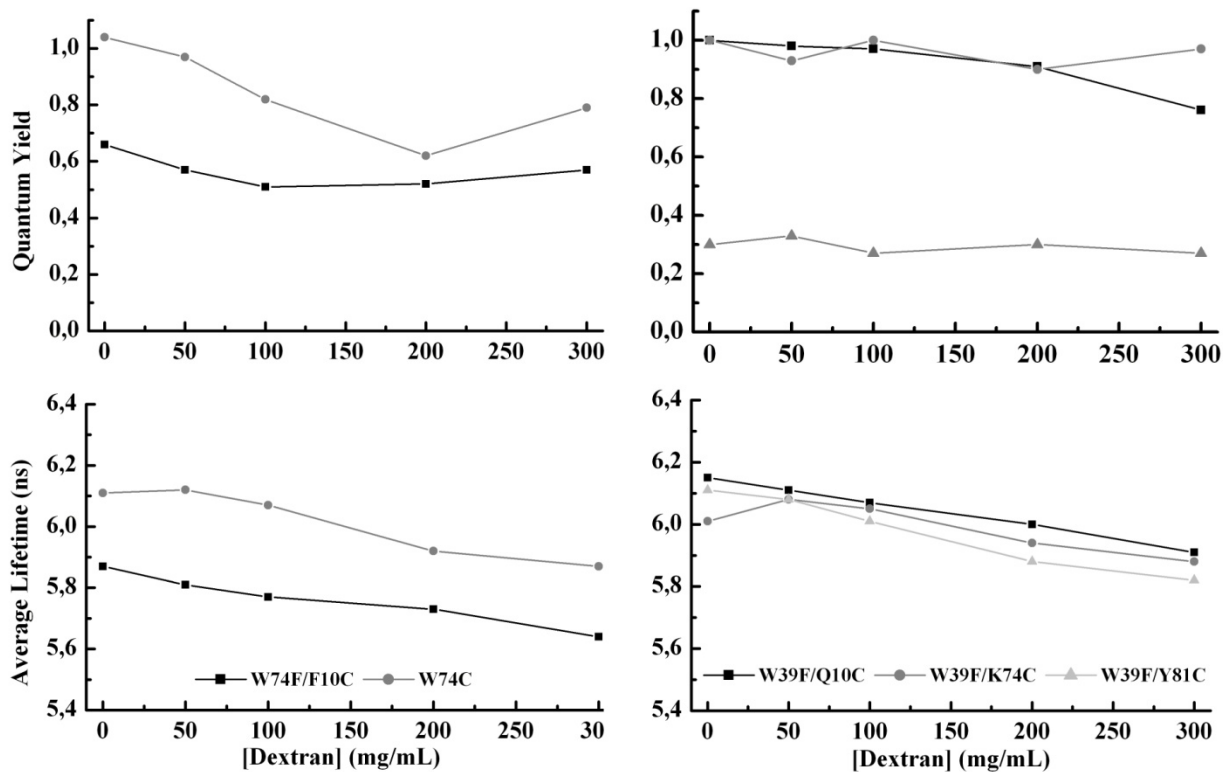 Quantum Yield
1,0
0,8
0,6
0,4
0,2
0,0
0 50 100 150 200 250 300
1,0
0,8
0,6
0,4
0,2
0,0
0 50 100 150 200 250 300
Average Lifetime (ns)
6,4
6,2
6,0
5,8
5,6
5,4
W74F/F10C W74C
0 50 100 150 200 250 30
[Dextran] (mg/mL)
6,4
6,2
6,0
5,8
5,6
5,4
W39F/Q10C W39F/K74C W39F/Y81C
0 50 100 150 200 250 300
[Dextran] (mg/mL)